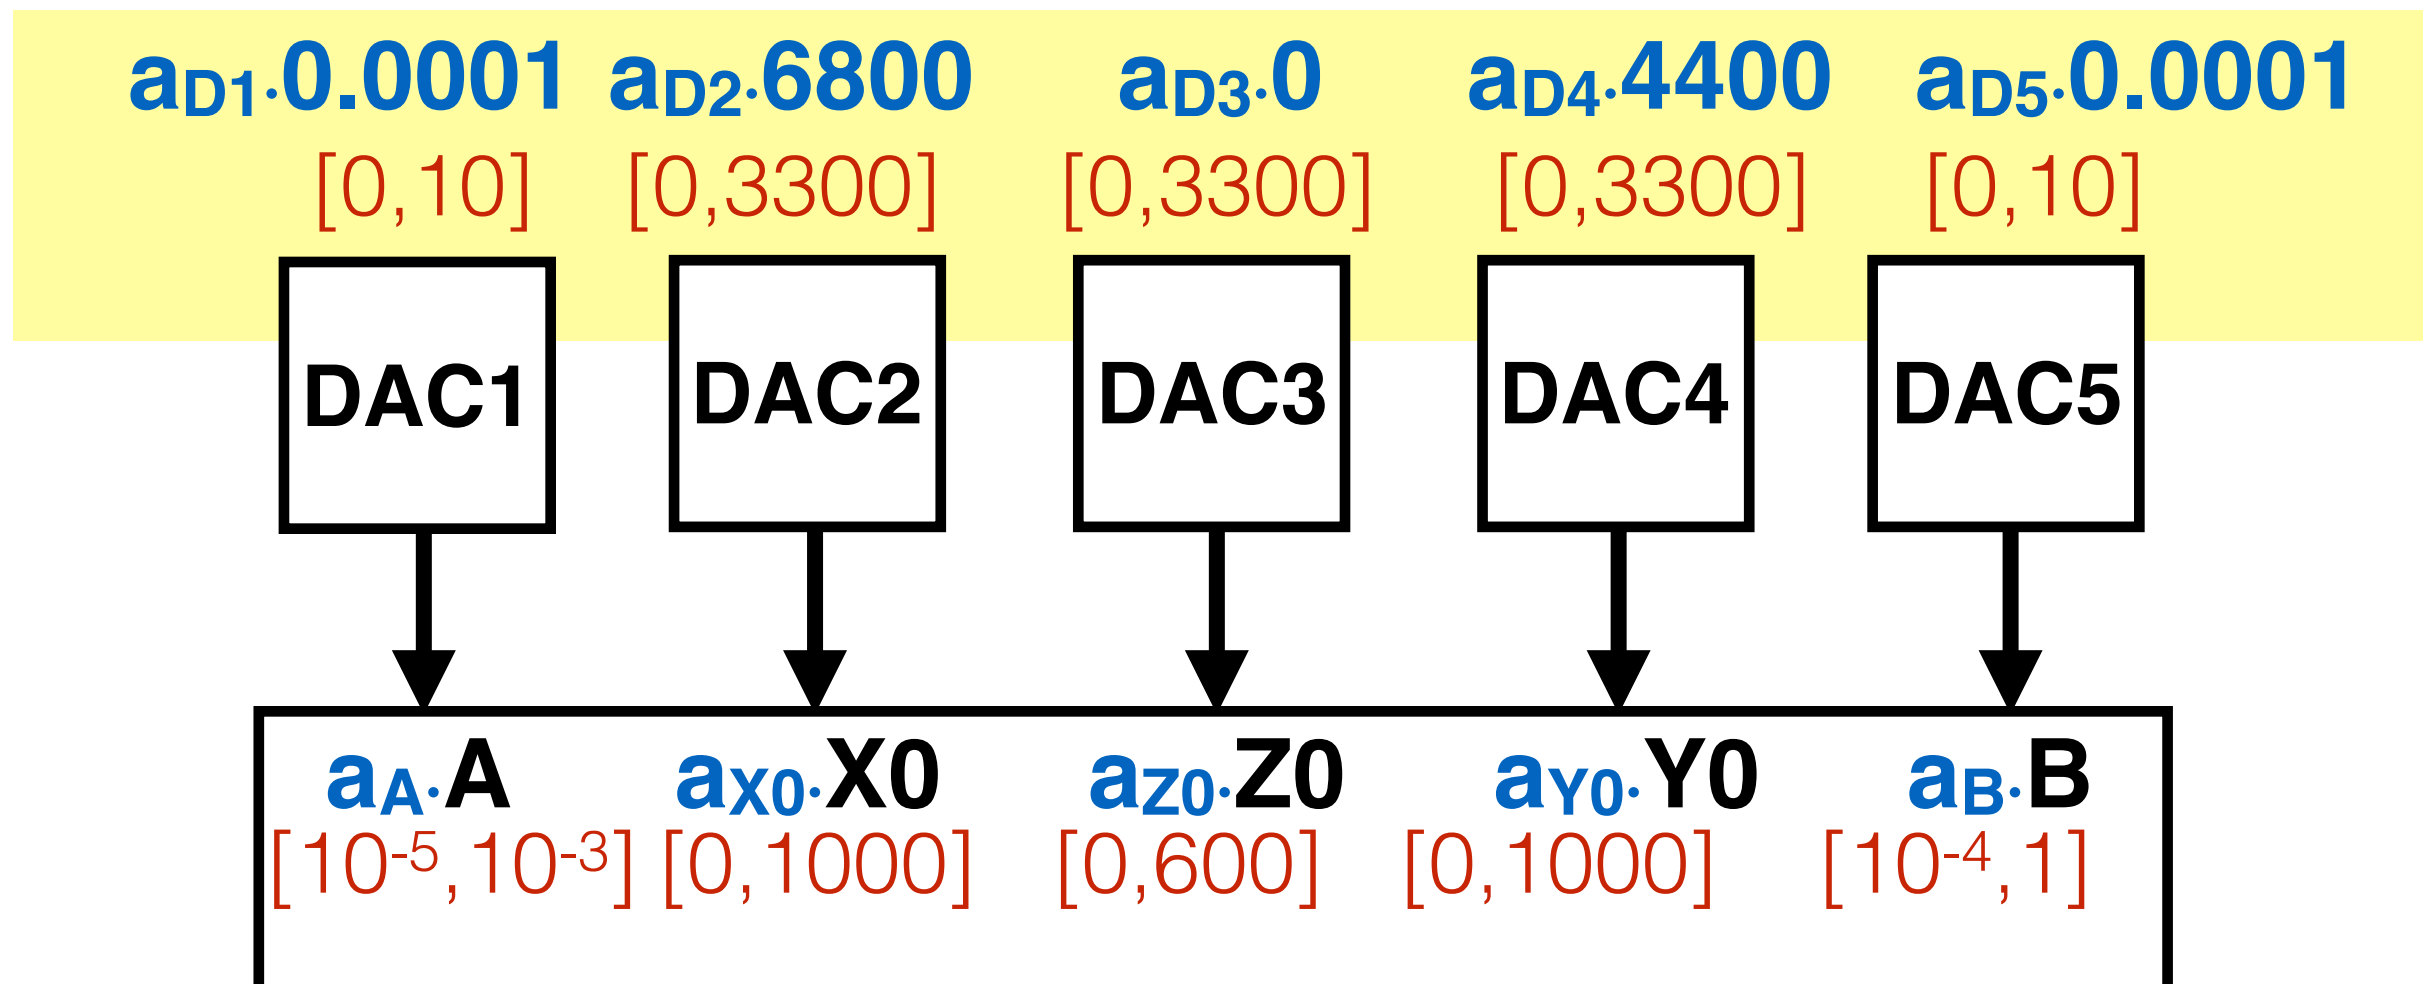 aD1·0.0001 aD2·6800 aD3·0 aD4·4400 aD5·0.0001
[0,10] [0,3300] [0,3300] [0,3300] [0,10]
DAC1 DAC2 DAC3 DAC4 DAC5
aA·A aX0·X0 aZ0·Z0 aY0·Y0 aB·B
[10-5,10-3] [0,1000] [0,600] [0,1000] [10-4,1]